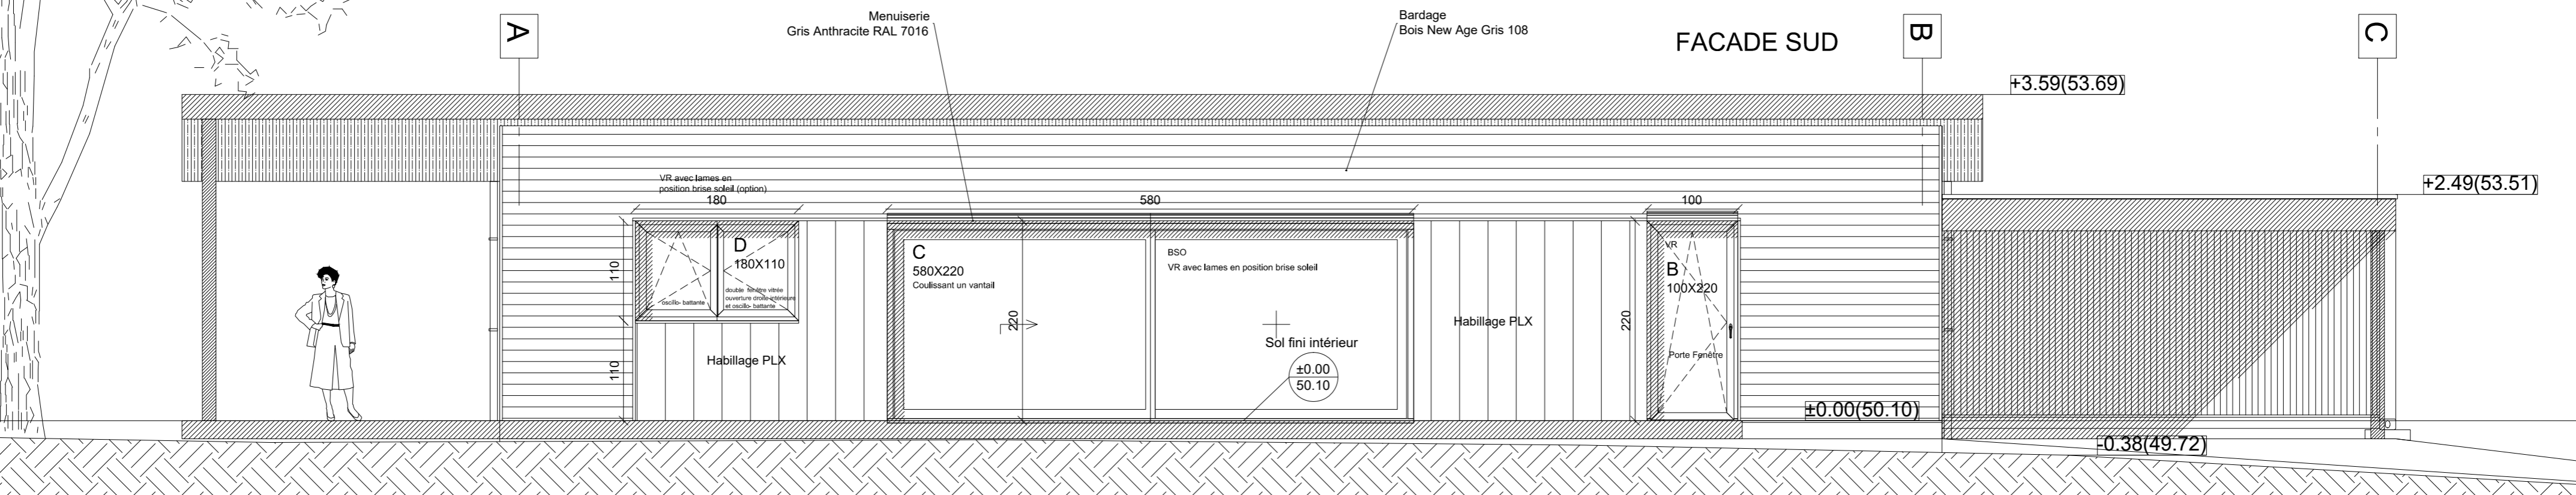 A
Menuiserie
Gris Anthracite RAL 7016
Bardage
Bois New Age Gris 108
FACADE SUD
B
C
+3.59(53.69)
+2.49(53.51)
VR avec lames en
position brise soleil (option)
180
580
100
110
D
180X110
oscillo- battante
double fenêtre vitrée
ouverture droite intérieure
et oscillo- battante
C
580X220
Coulissant un vantail
220
BSO
VR avec lames en position brise soleil
VR
B
100X220
220
Habillage PLX
Sol fini intérieur
±0.00
50.10
Porte Fenêtre
Habillage PLX
110
±0.00(50.10)
-0.38(49.72)